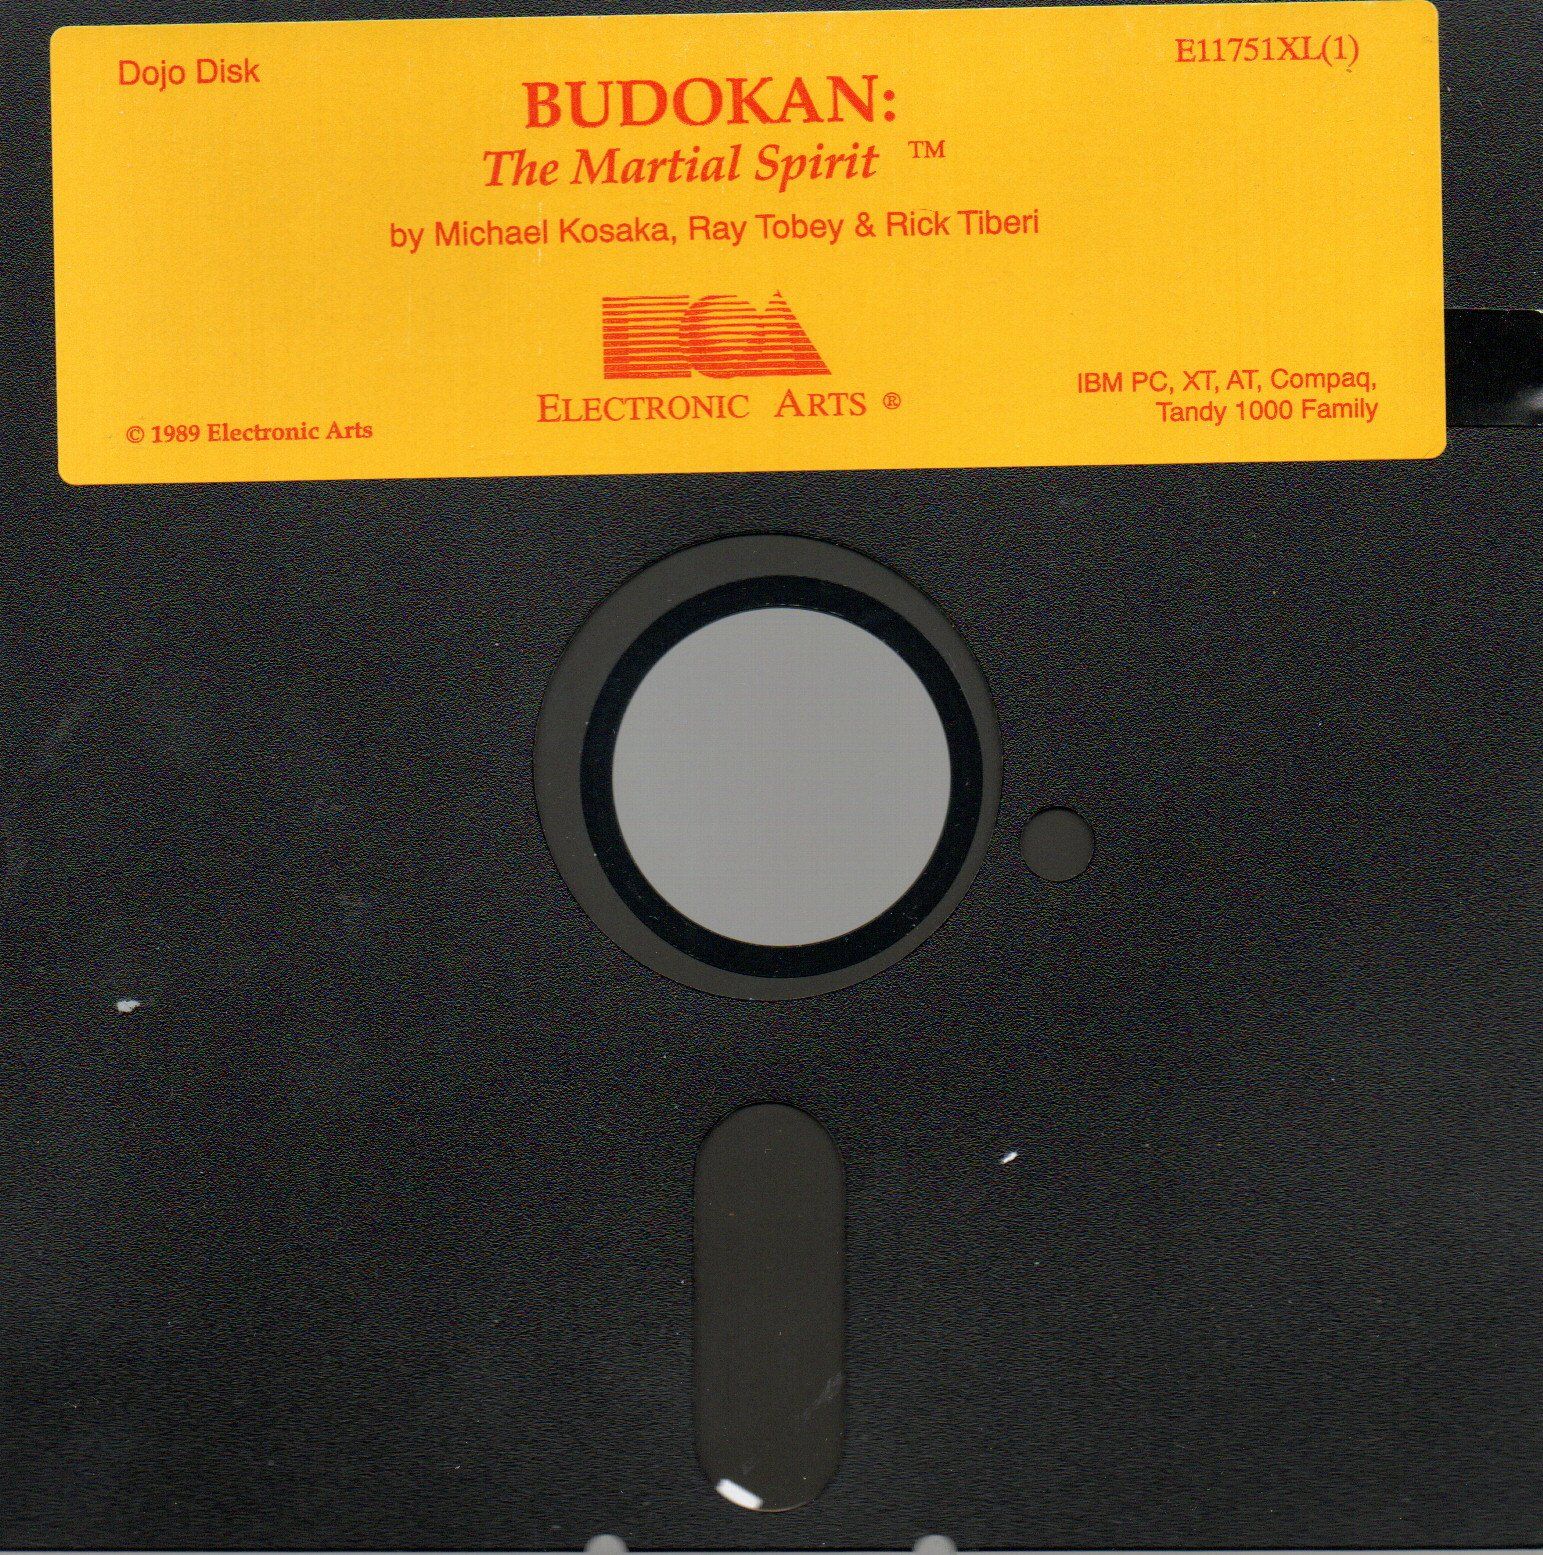 Dojo Disk
E11751XL(1)
BUDOKAN:
The Martial Spirit ™
by Michael Kosaka, Ray Tobey & Rick Tiberi
EOA
ELECTRONIC ARTS ®
© 1989 Electronic Arts
IBM PC, XT, AT, Compaq,
Tandy 1000 Family